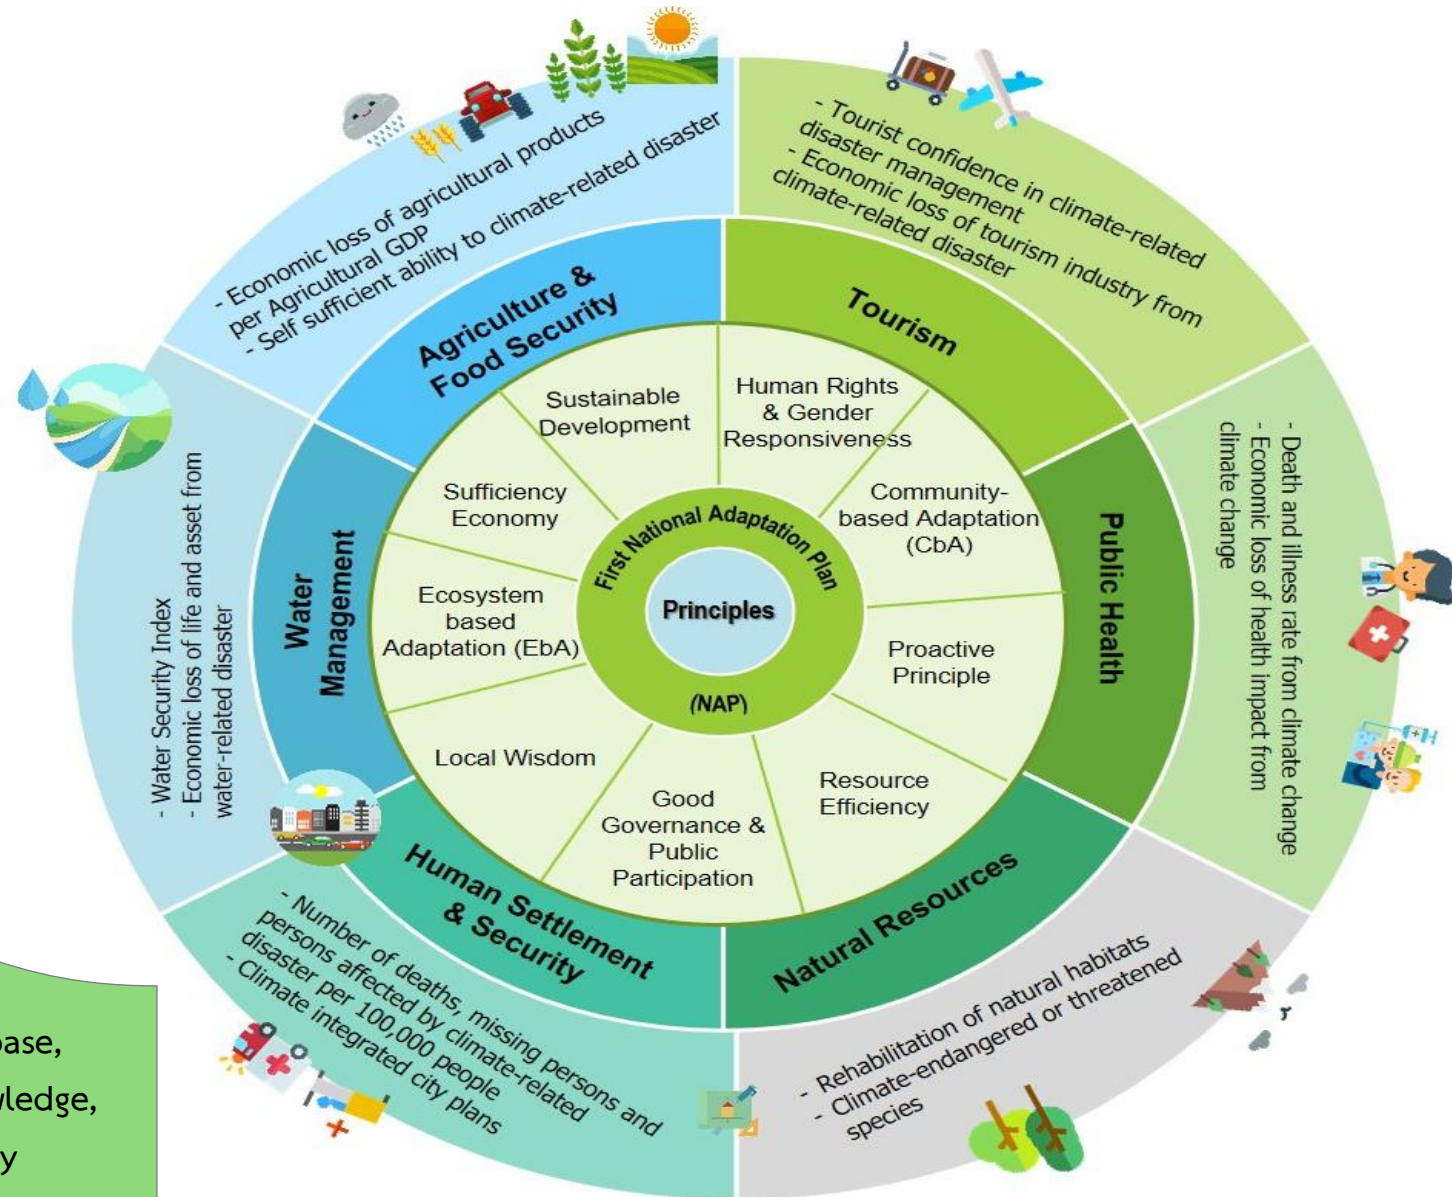 - Economic loss of agricultural products
per Agricultural GDP
- Self sufficient ability to climate-related disaster
- Tourist confidence in climate-related
disaster management
- Economic loss of tourism industry from
climate-related disaster
Agriculture &
Food Security
Tourism
- Death and illness rate from climate change
- Economic loss of health impact from
climate change
Public Health
- Water Security Index
- Economic loss of life and asset from
water-related disaster
Water
Management
Sustainable
Development
Human Rights
& Gender
Responsiveness
Sufficiency
Economy
Community-
based Adaptation
(CbA)
Ecosystem
based
Adaptation (EbA)
Proactive
Principle
Local Wisdom
Resource
Efficiency
Good
Governance &
Public
Participation
First National Adaptation Plan
(NAP)
Principles
Human Settlement
& Security
Natural Resources
- Number of deaths, missing persons and
persons affected by climate-related
disaster per 100,000 people
- Climate integrated city plans
- Rehabilitation of natural habitats
- Climate-endangered or threatened
species